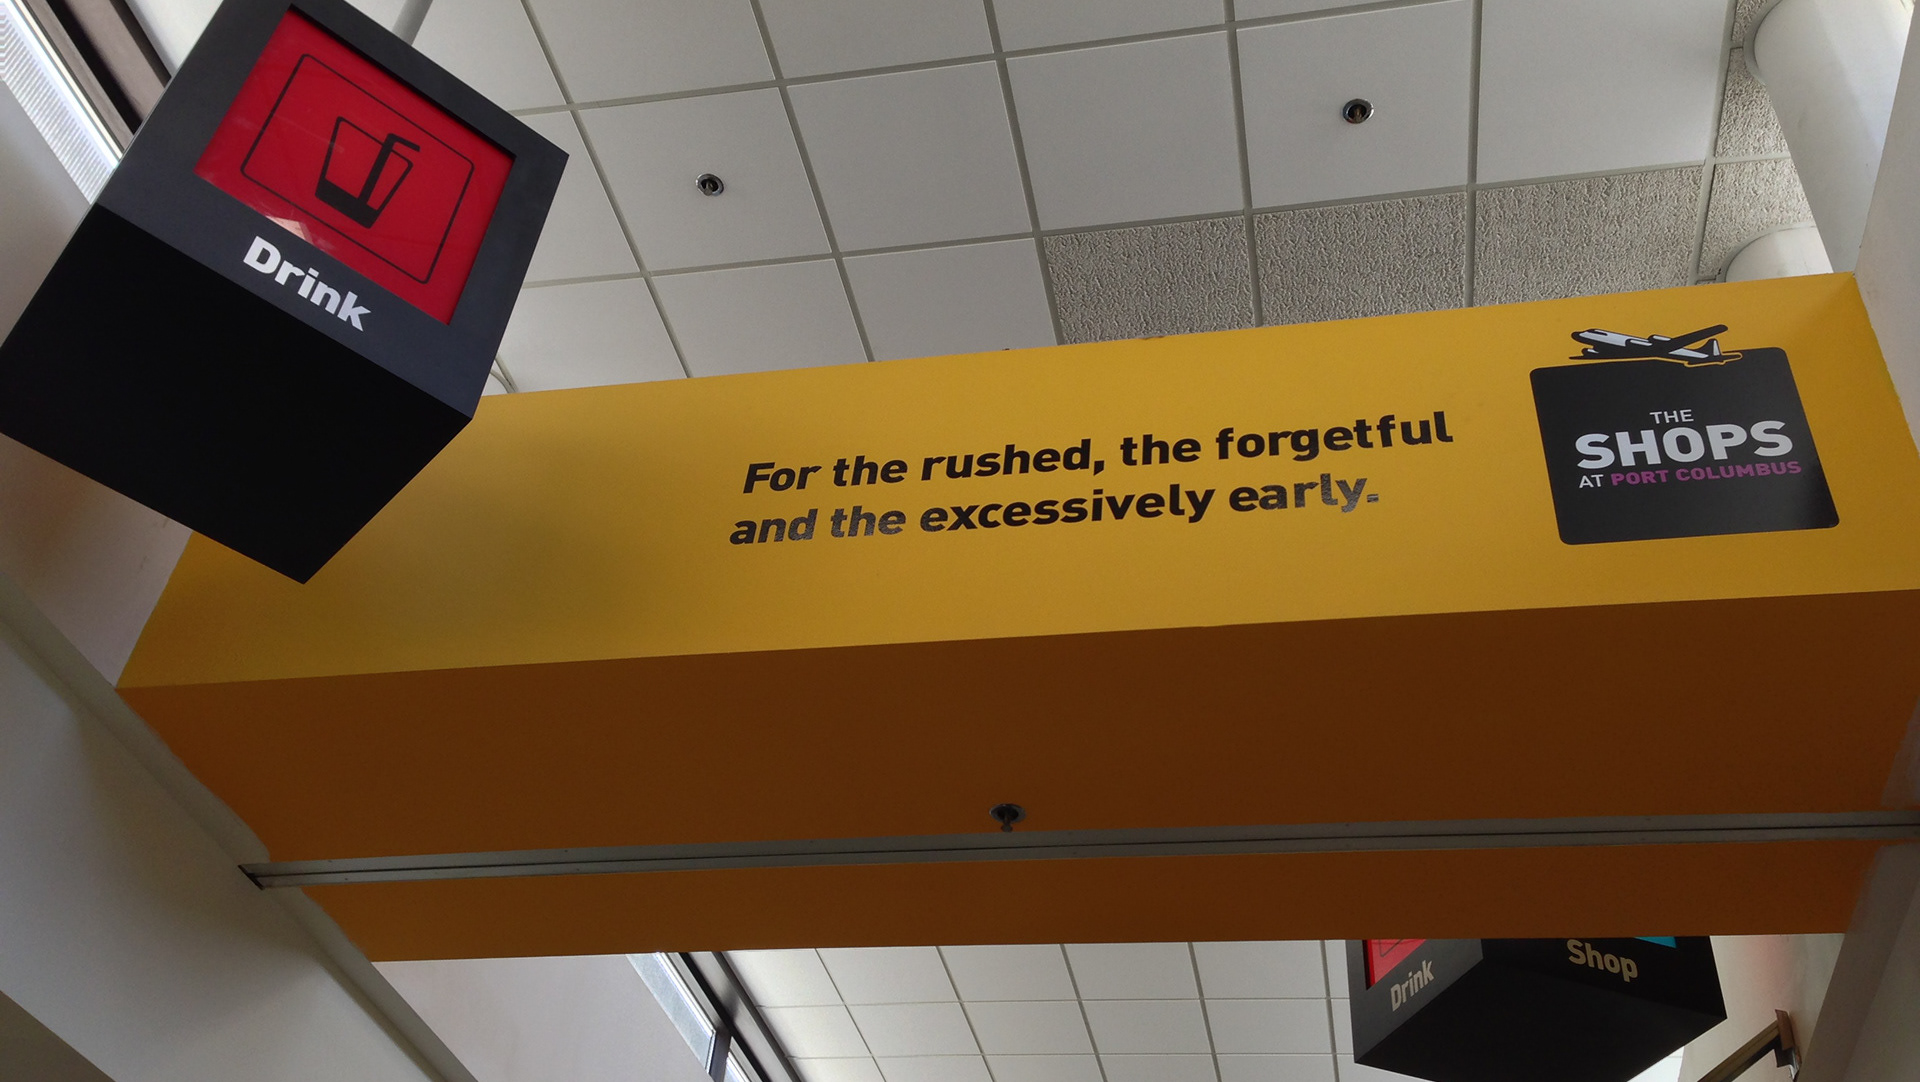 Drink
For the rushed, the forgetful
and the excessively early.
THE
SHOPS
AT PORT COLUMBUS
Drink
Shop